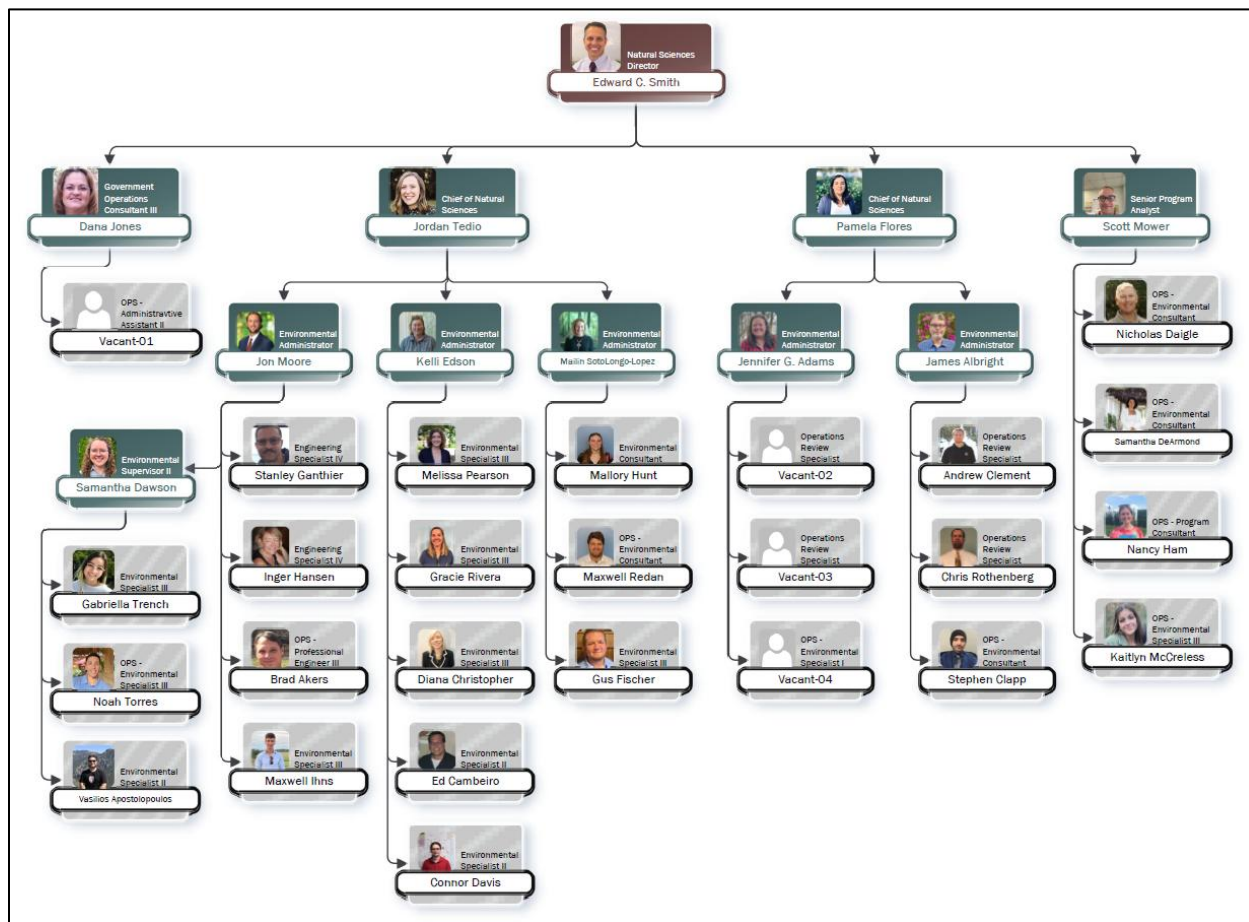 Natural Sciences
Director
Edward C. Smith
Government
Operations
Consultant III
Dana Jones
Chief of Natural
Sciences
Jordan Tedio
Chief of Natural
Sciences
Pamela Flores
Senior Program
Analyst
Scott Mower
OPS -
Administravtive
Assistant II
Vacant-01
Environmental
Administrator
Jon Moore
Environmental
Administrator
Kelli Edson
Environmental
Administrator
Mailin SotoLongo-Lopez
Environmental
Administrator
Jennifer G. Adams
Environmental
Administrator
James Albright
OPS -
Environmental
Consultant
Nicholas Daigle
Environmental
Supervisor II
Samantha Dawson
Engineering
Specialist IV
Stanley Ganthier
Environmental
Specialist III
Melissa Pearson
Environmental
Consultant
Mallory Hunt
Operations
Review
Specialist
Vacant-02
Operations
Review
Specialist
Andrew Clement
OPS -
Environmental
Consultant
Samantha DeArmond
Environmental
Specialist III
Gabriella Trench
Engineering
Specialist IV
Inger Hansen
Environmental
Specialist III
Gracie Rivera
OPS -
Environmental
Consultant
Maxwell Redan
Operations
Review
Specialist
Vacant-03
Operations
Review
Specialist
Chris Rothenberg
OPS - Program
Consultant
Nancy Ham
OPS -
Environmental
Specialist III
Noah Torres
OPS -
Professional
Engineer III
Brad Akers
Environmental
Specialist III
Diana Christopher
Environmental
Specialist III
Gus Fischer
OPS -
Environmental
Specialist I
Vacant-04
OPS -
Environmental
Consultant
Stephen Clapp
OPS -
Environmental
Specialist III
Kaitlyn McCreless
Environmental
Specialist II
Vasilios Apostolopoulos
Environmental
Specialist III
Maxwell Ihns
Environmental
Specialist II
Ed Cambeiro
Environmental
Specialist II
Connor Davis